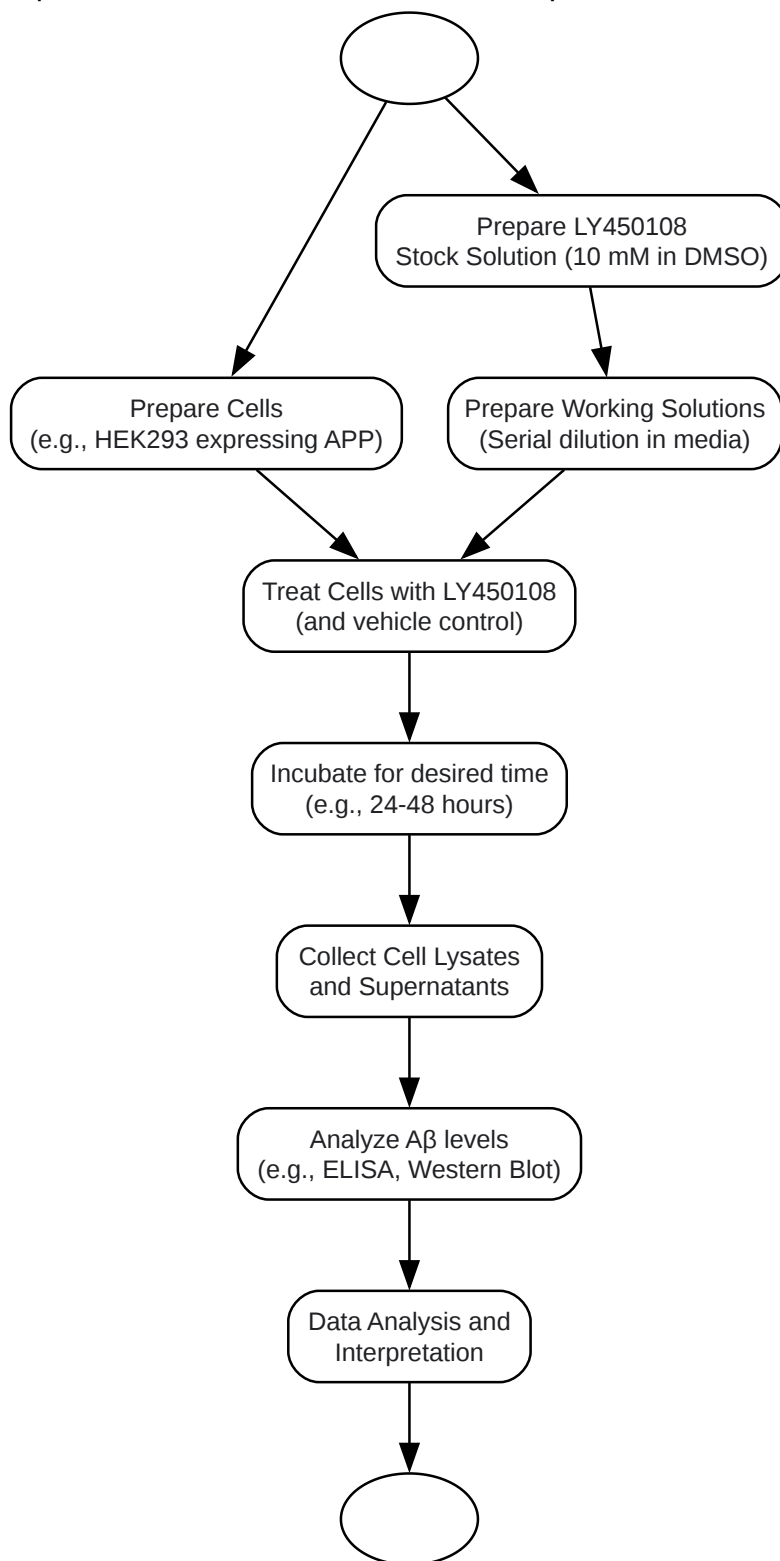 Prepare LY450108
Stock Solution (10 mM in DMSO)
Prepare Cells
(e.g., HEK293 expressing APP)
Prepare Working Solutions
(Serial dilution in media)
Treat Cells with LY450108
(and vehicle control)
Incubate for desired time
(e.g., 24-48 hours)
Collect Cell Lysates
and Supernatants
Analyze Aβ levels
(e.g., ELISA, Western Blot)
Data Analysis and
Interpretation